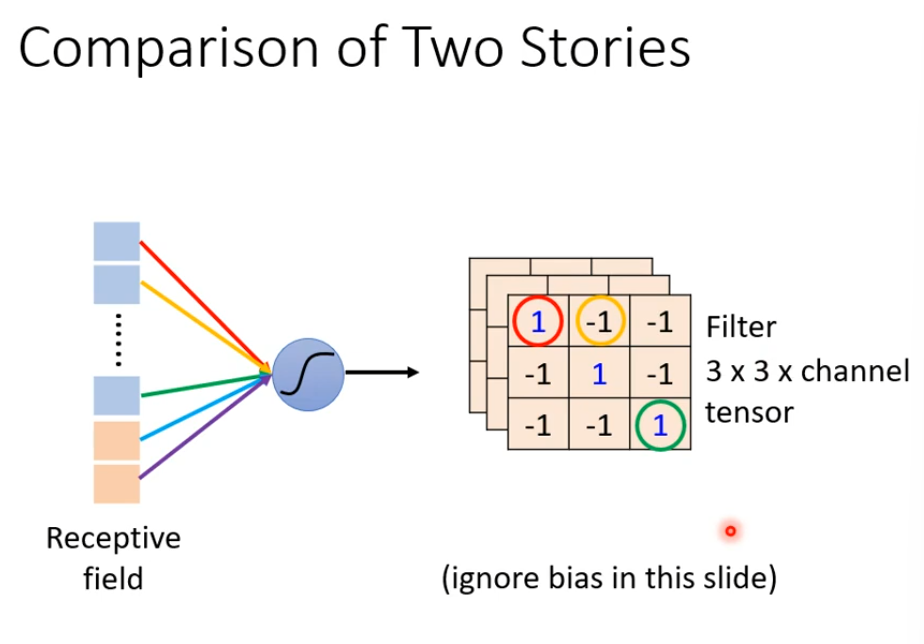 Comparison of Two Stories
Receptive
field
1 -1 -1
-1 1 -1
-1 -1 1
Filter
3 x 3 x channel
tensor
(ignore bias in this slide)